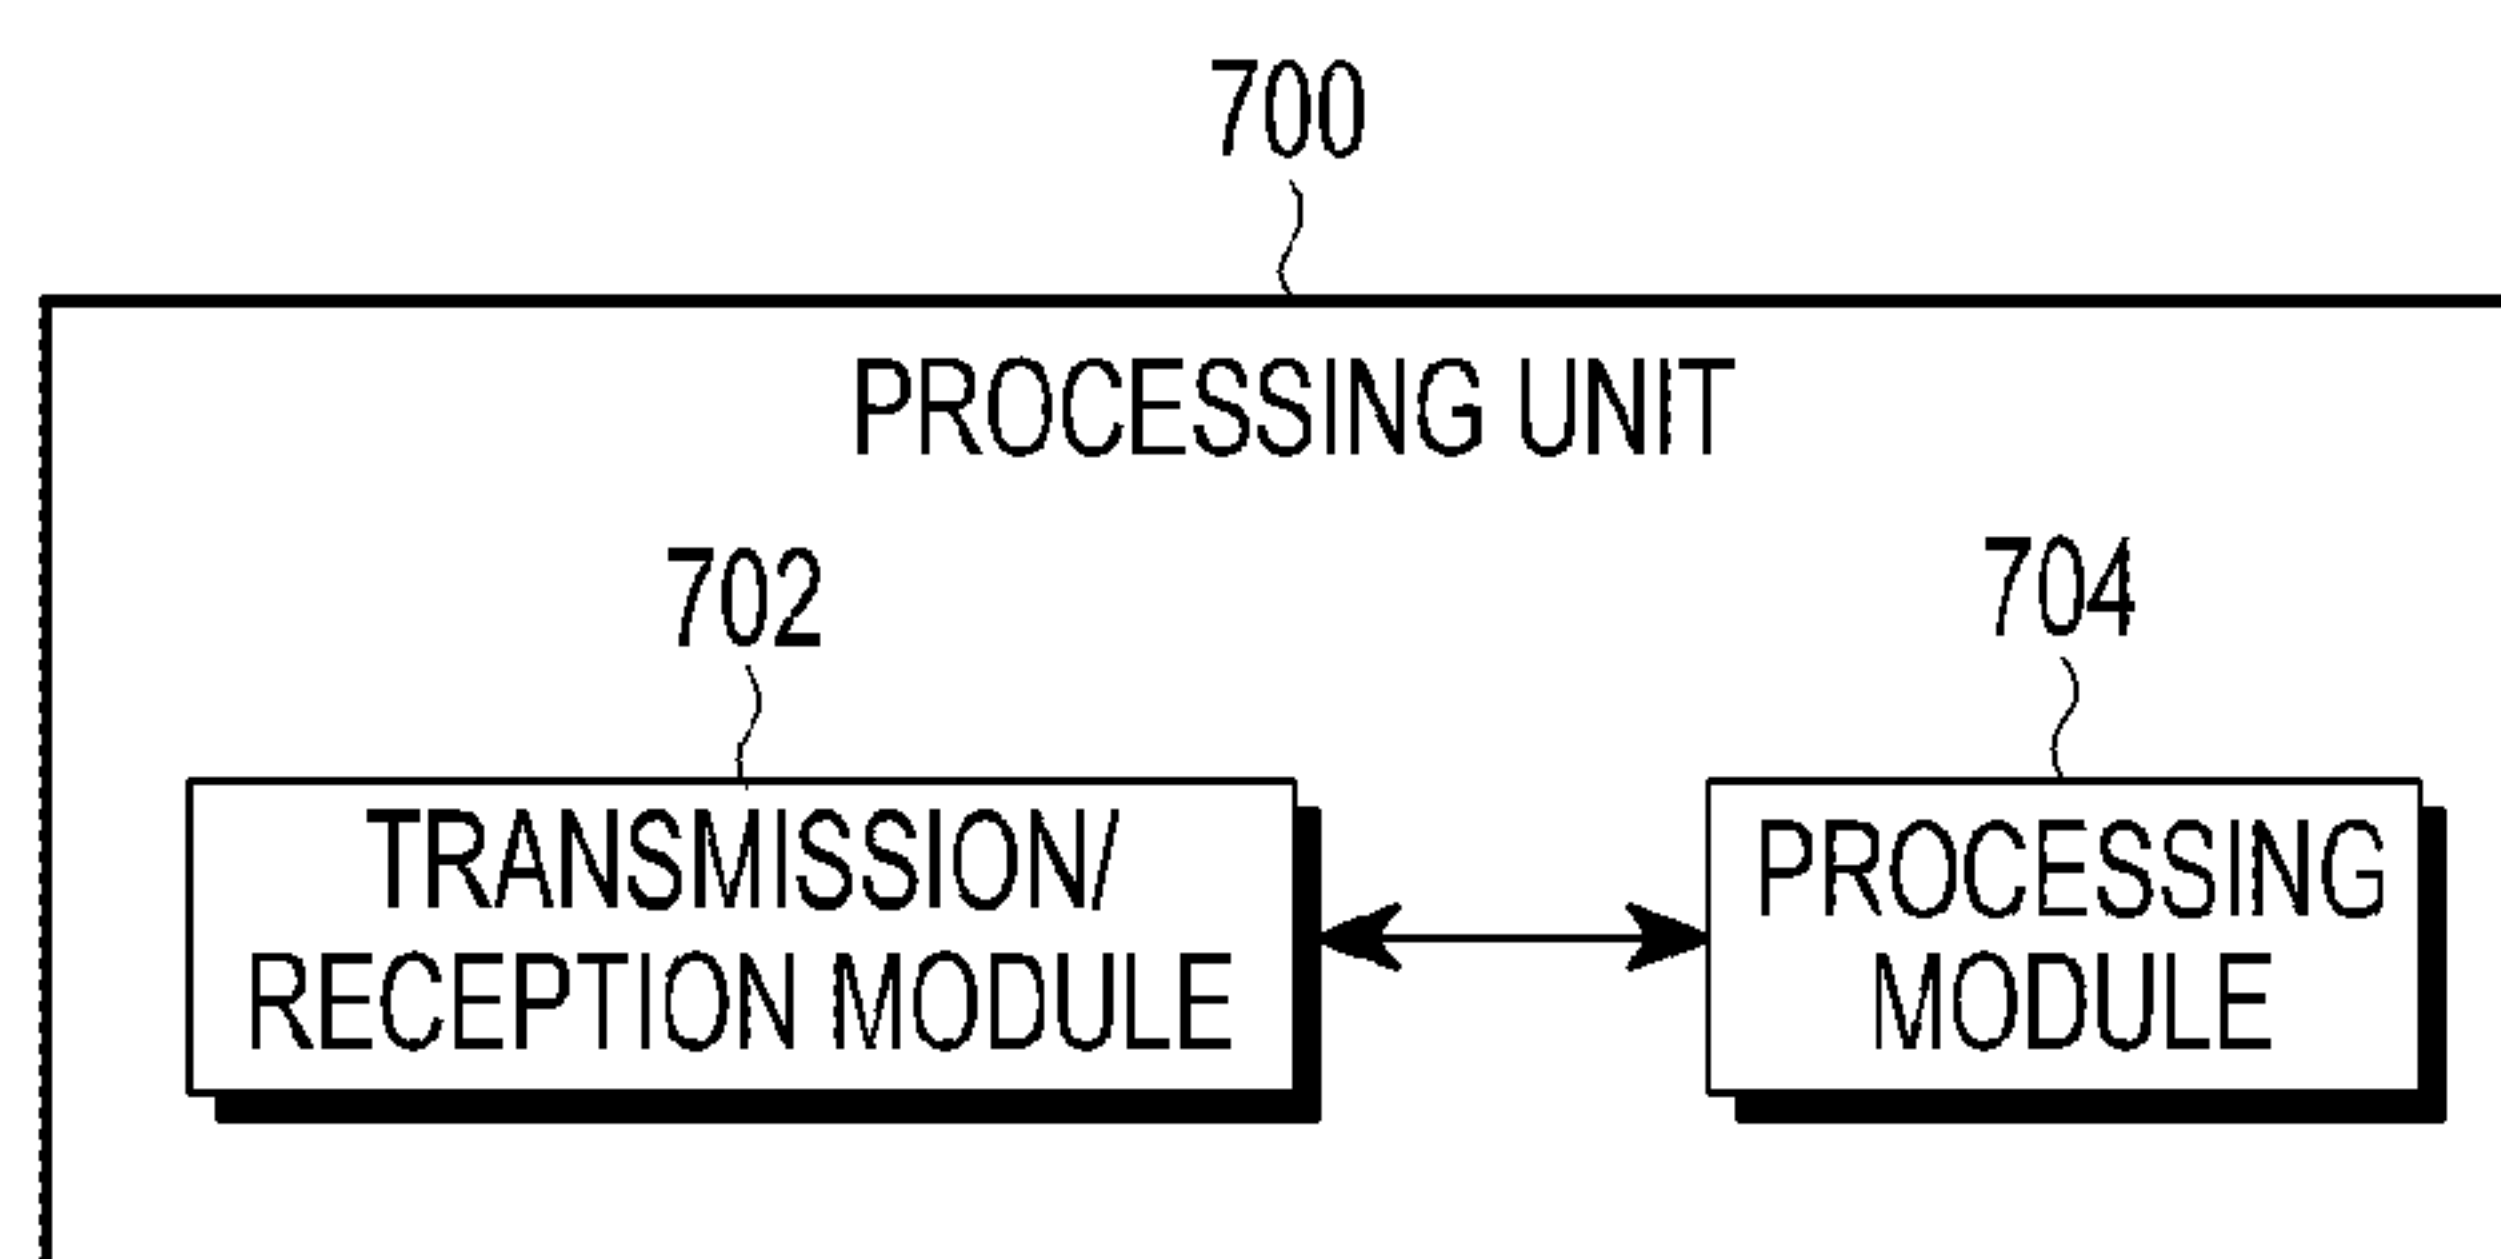 700
PROCESSING UNIT
702
704
TRANSMISSION/
RECEPTION MODULE
PROCESSING
MODULE